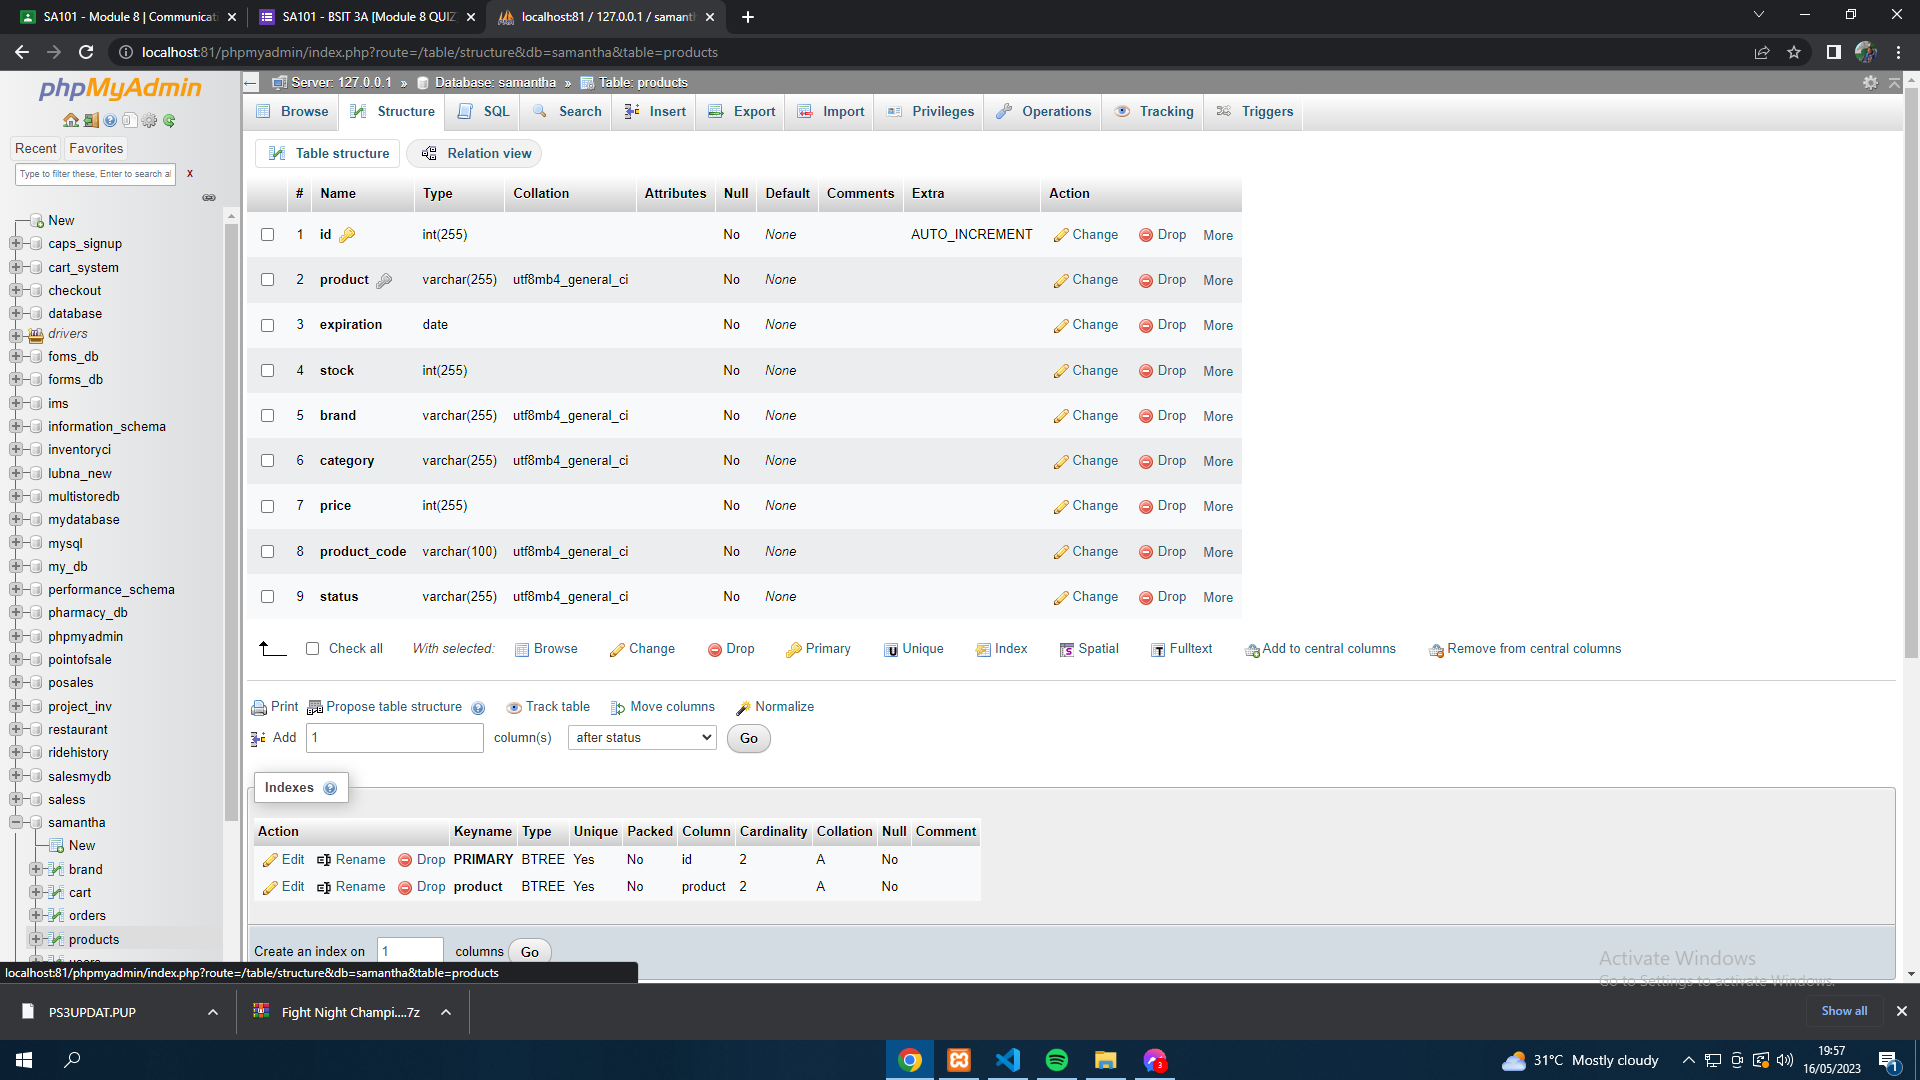 SA101 - Module 8 | Communicati
SA101 - BSIT 3A [Module 8 QUIZ]
localhost:81 / 127.0.0.1 / samanth
localhost:81/phpmyadmin/index.php?route=/table/structure&db=samantha&table=products
phpMyAdmin
Recent Favorites
Type to filter these, Enter to search al X
New
caps_signup
cart_system
checkout
database
drivers
foms_db
forms_db
ims
information_schema
inventoryci
lubna_new
multistoredb
mydatabase
mysql
my_db
performance_schema
pharmacy_db
phpmyadmin
pointofsale
posales
project_inv
restaurant
ridehistory
salesmydb
saless
samantha
New
brand
cart
orders
products
Server: 127.0.0.1 » Database: samantha » Table: products
Browse Structure SQL Search Insert Export Import Privileges Operations Tracking Triggers
Table structure Relation view
# Name Type Collation Attributes Null Default Comments Extra Action
1 id int(255) No None AUTO_INCREMENT Change Drop More
2 product varchar(255) utf8mb4_general_ci No None Change Drop More
3 expiration date No None Change Drop More
4 stock int(255) No None Change Drop More
5 brand varchar(255) utf8mb4_general_ci No None Change Drop More
6 category varchar(255) utf8mb4_general_ci No None Change Drop More
7 price int(255) No None Change Drop More
8 product_code varchar(100) utf8mb4_general_ci No None Change Drop More
9 status varchar(255) utf8mb4_general_ci No None Change Drop More
Check all With selected: Browse Change Drop Primary Unique Index Spatial Fulltext Add to central columns Remove from central columns
Print Propose table structure Track table Move columns Normalize
Add 1 column(s) after status Go
Indexes
Action Keyname Type Unique Packed Column Cardinality Collation Null Comment
Edit Rename Drop PRIMARY BTREE Yes No id 2 A No
Edit Rename Drop product BTREE Yes No product 2 A No
Create an index on 1 columns Go
Activate Windows
Go to Settings to activate Windows.
localhost:81/phpmyadmin/index.php?route=/table/structure&db=samantha&table=products
PS3UPDAT.PUP
Fight Night Champi....7z
Show all
3
31°C Mostly cloudy
19:57
16/05/2023
1